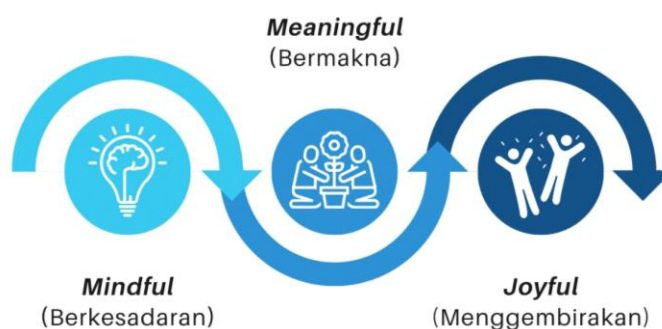 Meaningful
(Bermakna)
Mindful
(Berkesadaran)
Joyful
(Menggembirakan)